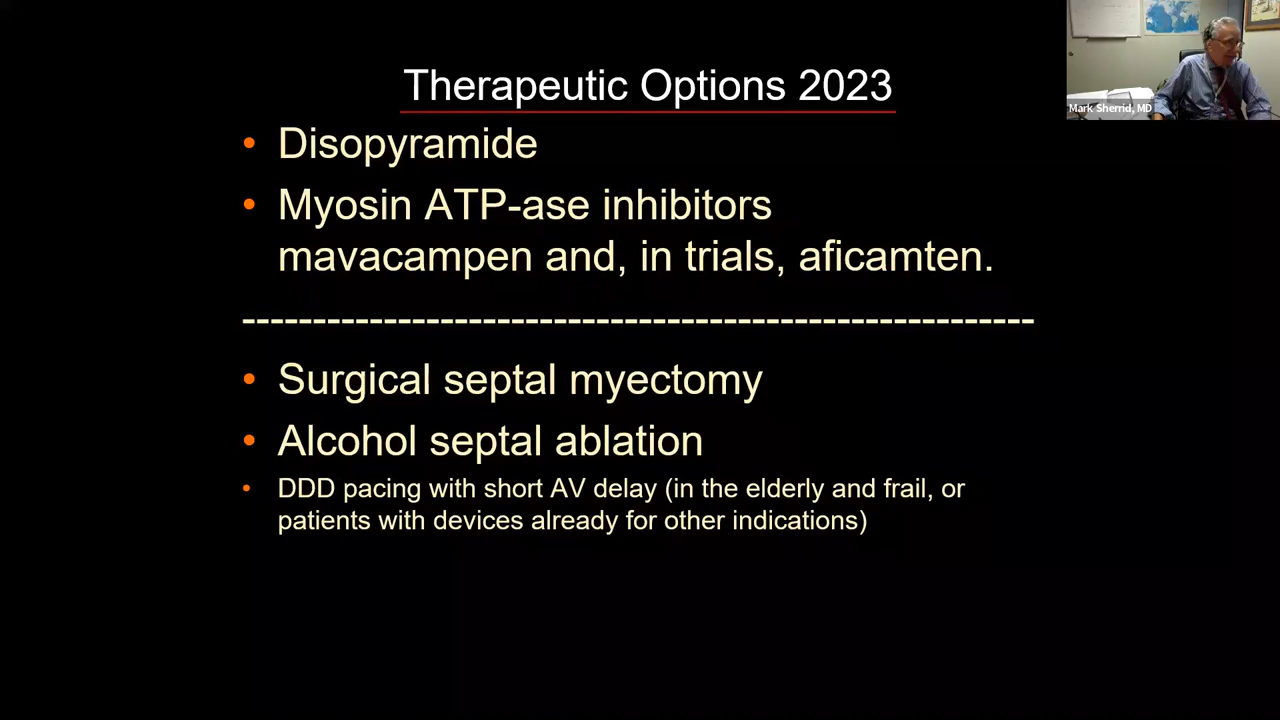 Therapeutic Options 2023
• Disopyramide
• Myosin ATP-ase inhibitors
mavacampen and, in trials, aficamten.
--------------------------------------------------------
• Surgical septal myectomy
• Alcohol septal ablation
• DDD pacing with short AV delay (in the elderly and frail, or
patients with devices already for other indications)
Mark Sherrid, MD